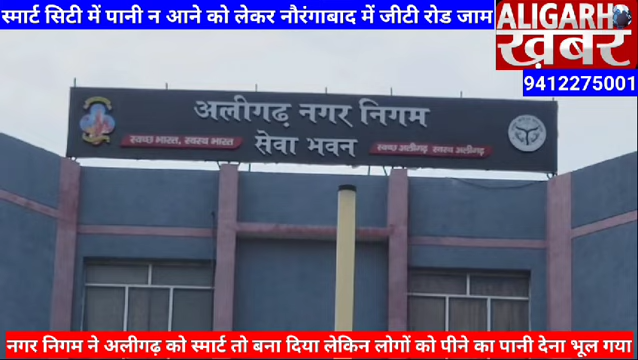 स्मार्ट सिटी में पानी न आने को लेकर नौरंगाबाद में जीटी रोड जाम
ALIGARH
ख़बर
9412275001
अलीगढ़ नगर निगम
स्वच्छ भारत, स्वस्थ भारत
सेवा भवन
स्वच्छ अलीगढ़ स्वस्थ अलीगढ़
नगर निगम ने अलीगढ़ को स्मार्ट तो बना दिया लेकिन लोगों को पीने का पानी देना भूल गया